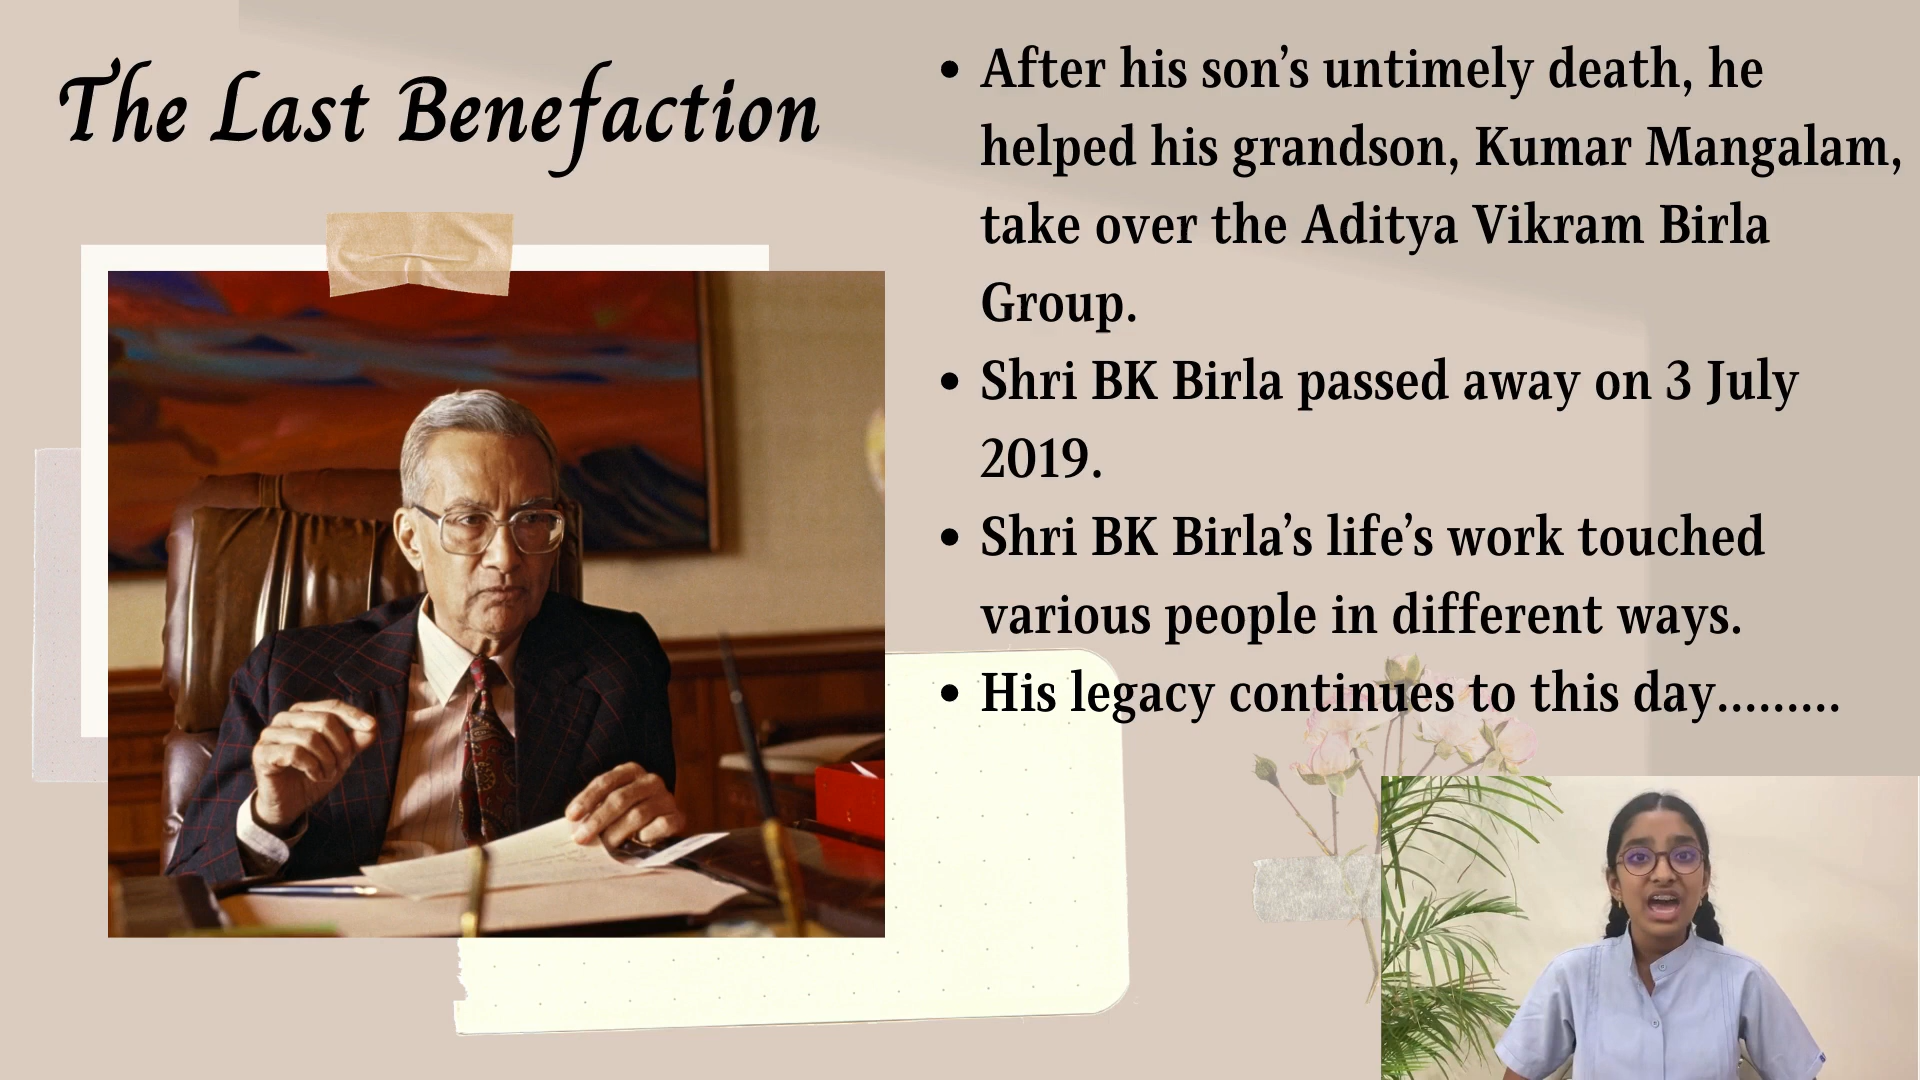 The Last Benefaction
• After his son’s untimely death, he
helped his grandson, Kumar Mangalam,
take over the Aditya Vikram Birla
Group.
• Shri BK Birla passed away on 3 July
2019.
• Shri BK Birla’s life’s work touched
various people in different ways.
• His legacy continues to this day.........